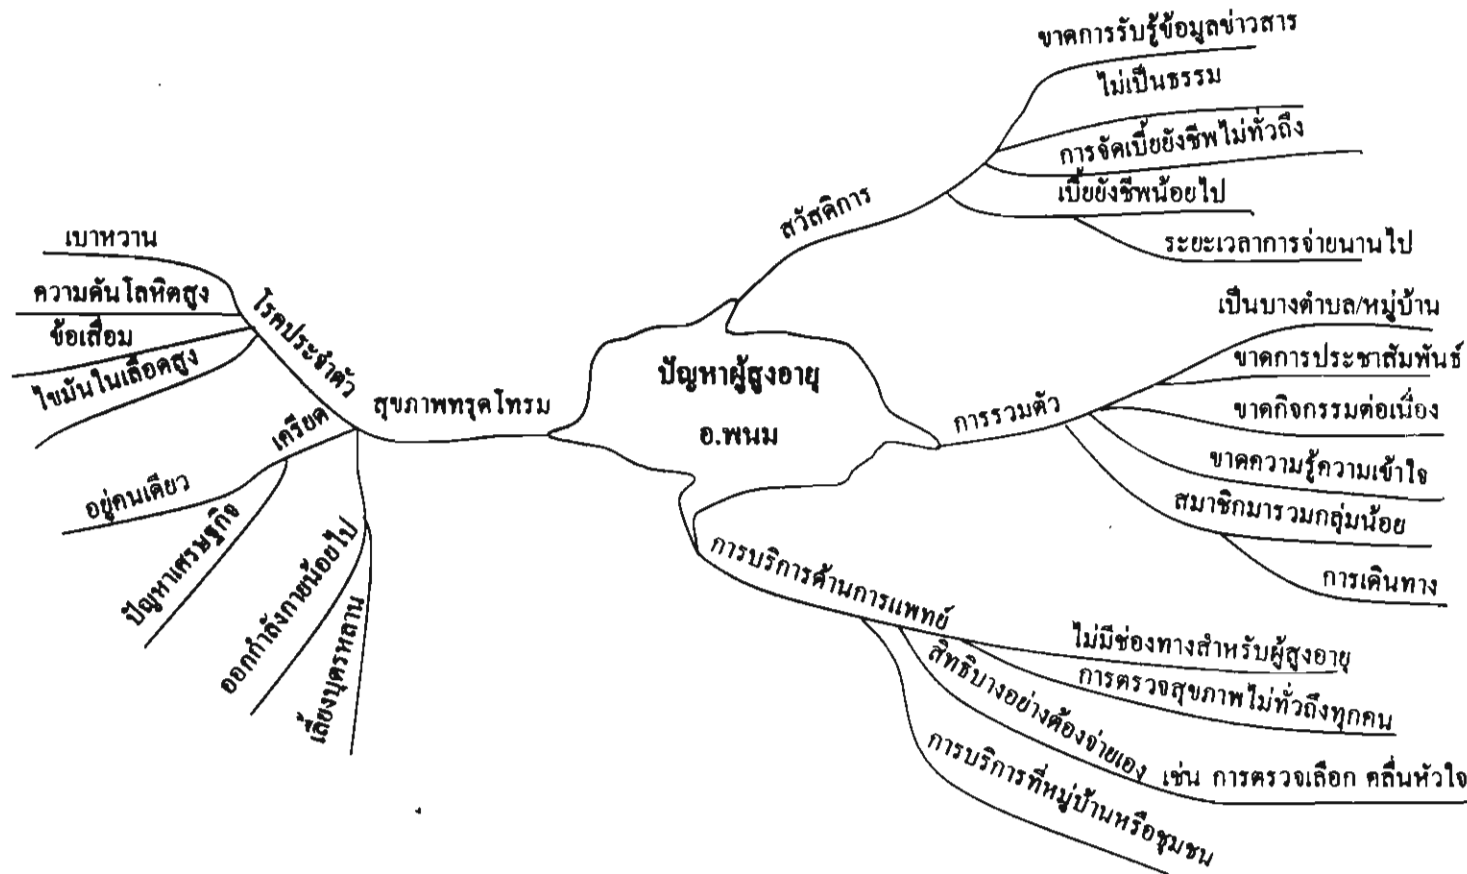 ปัญหาผู้สูงอายุ
อ.พนม
สวัสดิการ
ขาดการรับรู้ข้อมูลข่าวสาร
ไม่เป็นธรรม
การจัดเบี้ยยังชีพไม่ทั่วถึง
เบี้ยยังชีพน้อยไป
ระยะเวลาการจ่ายนานไป
การรวมตัว
เป็นบางตำบล/หมู่บ้าน
ขาดการประชาสัมพันธ์
ขาดกิจกรรมต่อเนื่อง
ขาดความรู้ความเข้าใจ
สมาชิกมารวมกลุ่มน้อย
การเดินทาง
การบริการด้านการแพทย์
ไม่มีช่องทางสำหรับผู้สูงอายุ
การตรวจสุขภาพไม่ทั่วถึงทุกคน
สิทธิบางอย่างต้องจ่ายเอง เช่น การตรวจเลือก คลื่นหัวใจ
การบริการที่หมู่บ้านหรือชุมชน
สุขภาพทรุดโทรม
โรคประจำตัว
เบาหวาน
ความดันโลหิตสูง
ข้อเสื่อม
ไขมันในเลือดสูง
เครียด
อยู่คนเดียว
ปัญหาเศรษฐกิจ
ออกกำลังกายน้อยไป
เลี้ยงบุตรหลาน